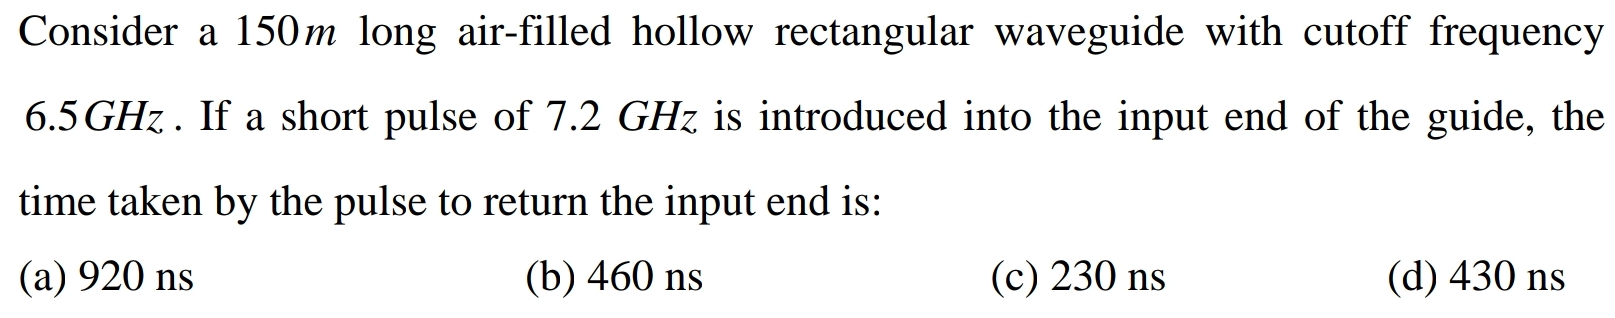 Consider a 150m long air-filled hollow rectangular waveguide with cutoff frequency
6.5GHz. If a short pulse of 7.2 GHz is introduced into the input end of the guide, the
time taken by the pulse to return the input end is:
(a) 920 ns (b) 460 ns (c) 230 ns (d) 430 ns